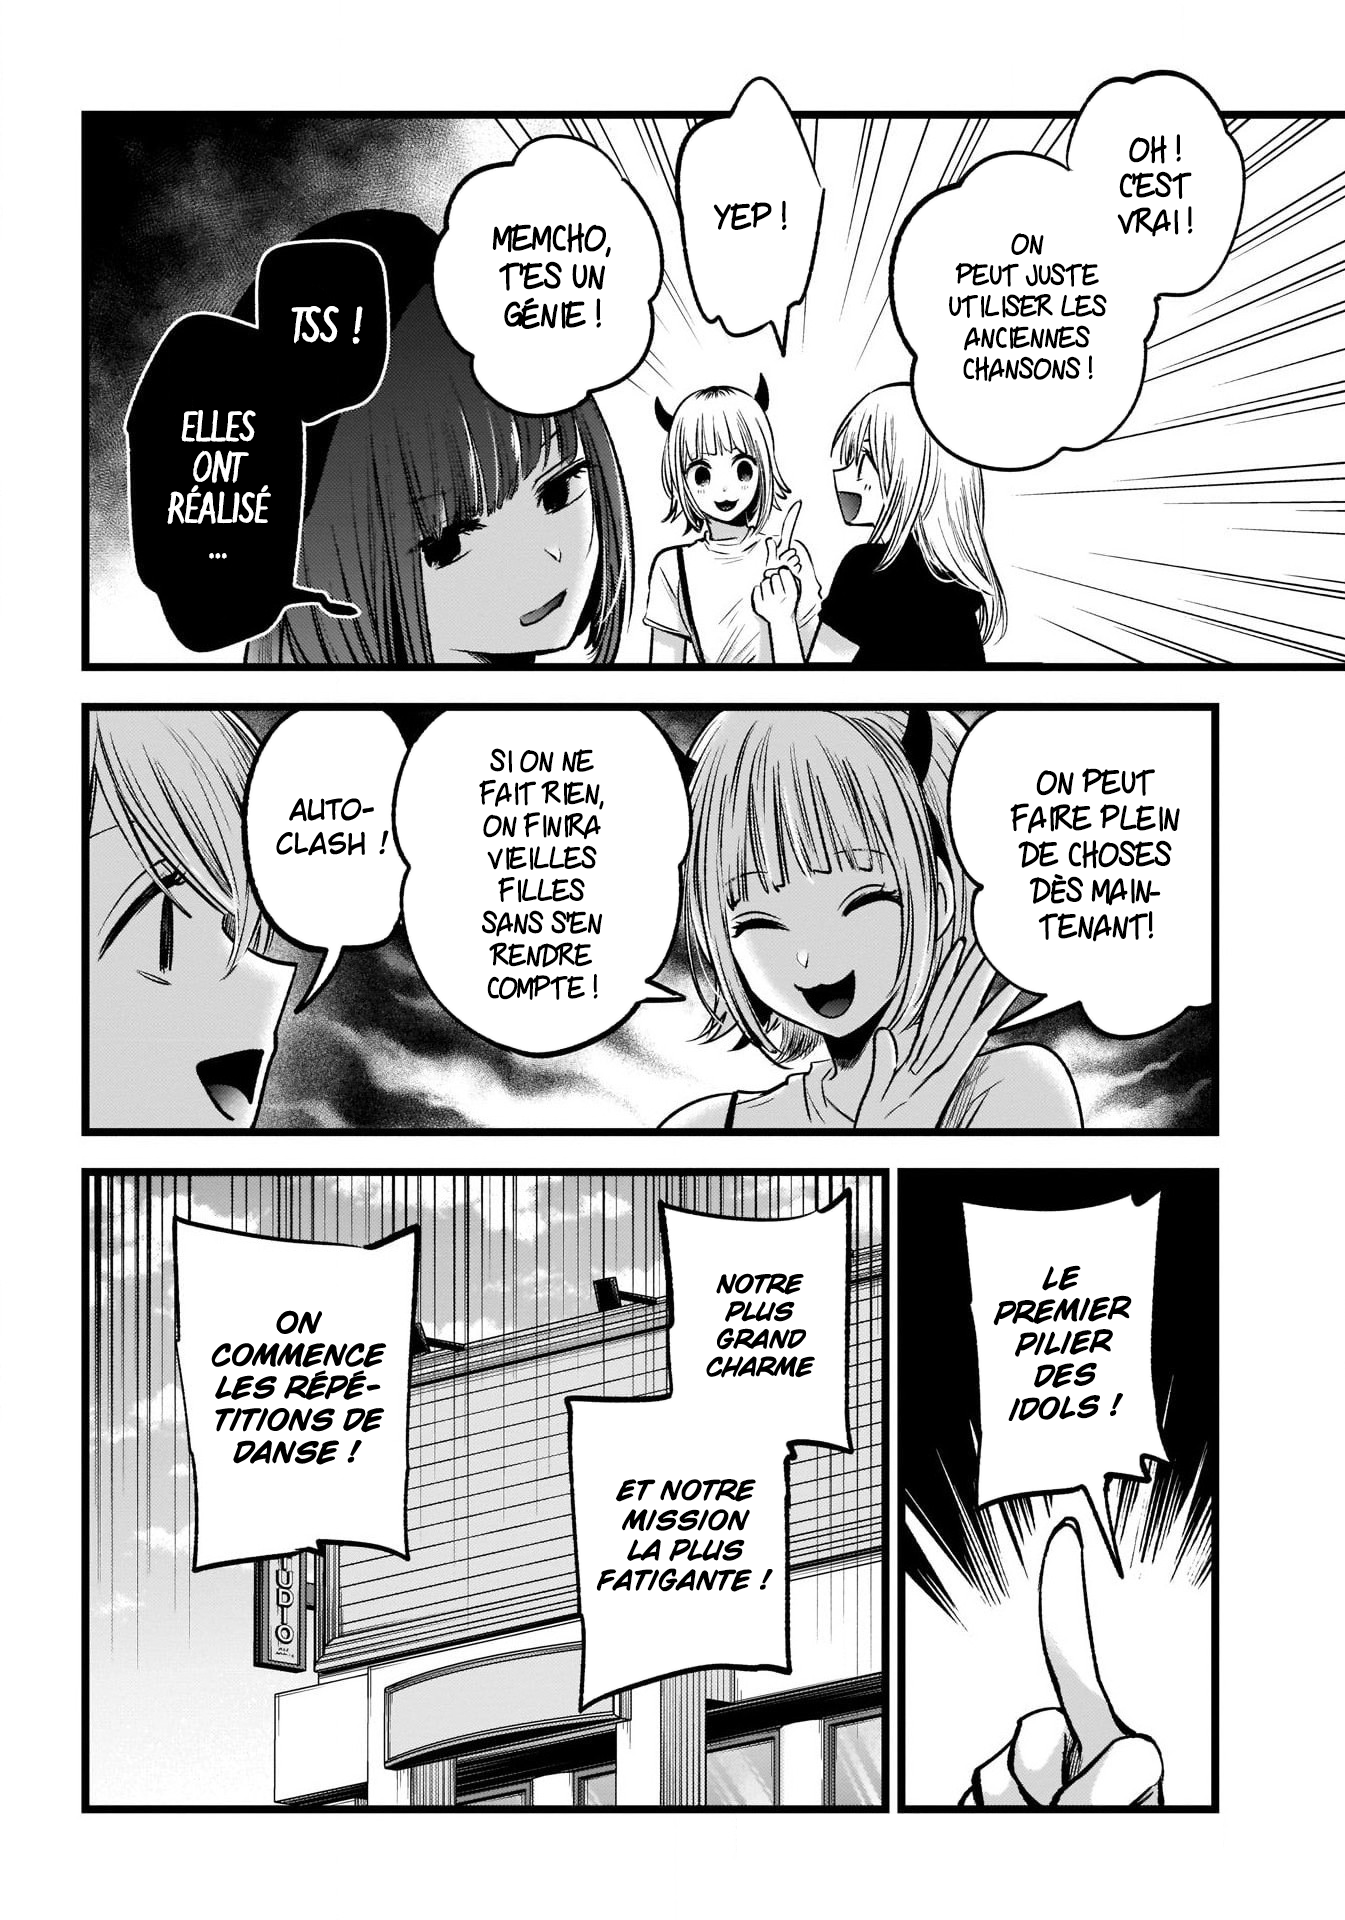 OH !
C'EST
VRAI !
ON
PEUT JUSTE
UTILISER LES
ANCIENNES
CHANSONS !
YEP !
MEMCHO,
T'ES UN
GÉNIE !
TSS !
ELLES
ONT
RÉALISÉ
...
ON PEUT
FAIRE PLEIN
DE CHOSES
DÈS MAIN-
TENANT!
SI ON NE
FAIT RIEN,
ON FINIRA
VIEILLES
FILLES
SANS S'EN
RENDRE
COMPTE !
AUTO-
CLASH !
LE
PREMIER
PILIER
DES
IDOLS !
NOTRE
PLUS
GRAND
CHARME
ET NOTRE
MISSION
LA PLUS
FATIGANTE !
ON
COMMENCE
LES RÉPÉ-
TITIONS DE
DANSE !
UDIO